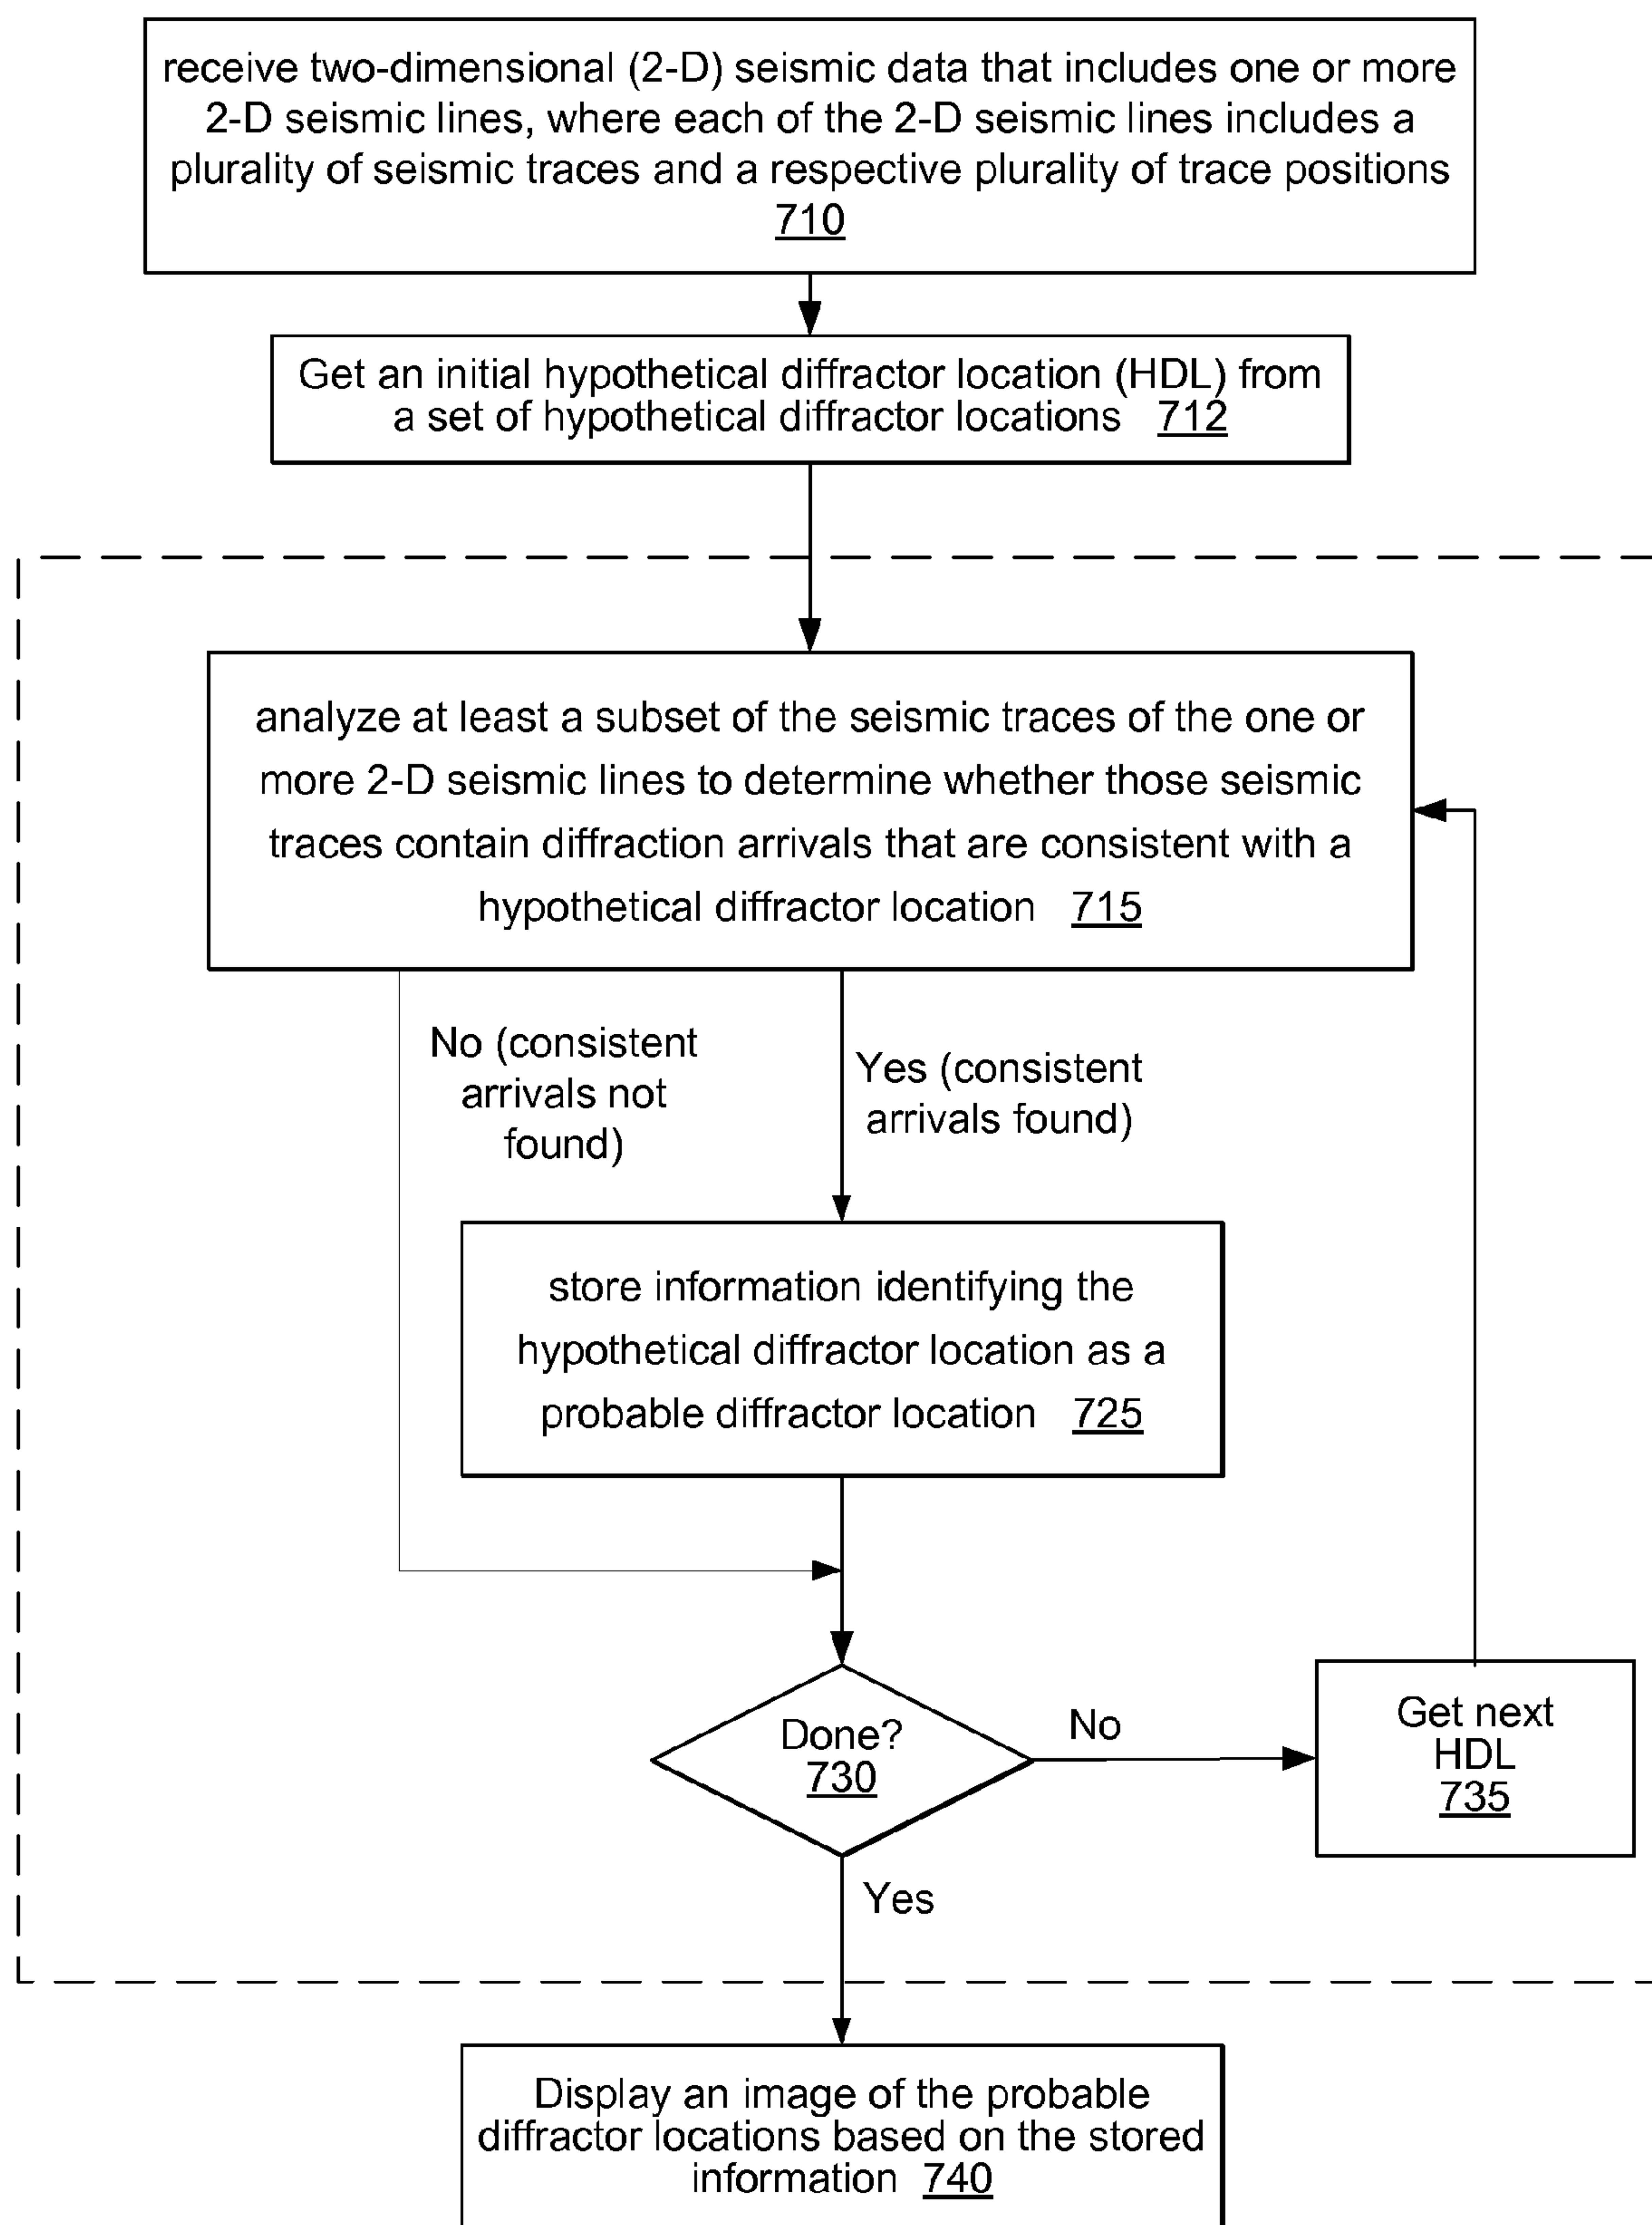 receive two-dimensional (2-D) seismic data that includes one or more
2-D seismic lines, where each of the 2-D seismic lines includes a
plurality of seismic traces and a respective plurality of trace positions
710
Get an initial hypothetical diffractor location (HDL) from
a set of hypothetical diffractor locations 712
analyze at least a subset of the seismic traces of the one or
more 2-D seismic lines to determine whether those seismic
traces contain diffraction arrivals that are consistent with a
hypothetical diffractor location 715
No (consistent
arrivals not
found)
Yes (consistent
arrivals found)
store information identifying the
hypothetical diffractor location as a
probable diffractor location 725
Done?
730
No
Get next
HDL
735
Yes
Display an image of the probable
diffractor locations based on the stored
information 740